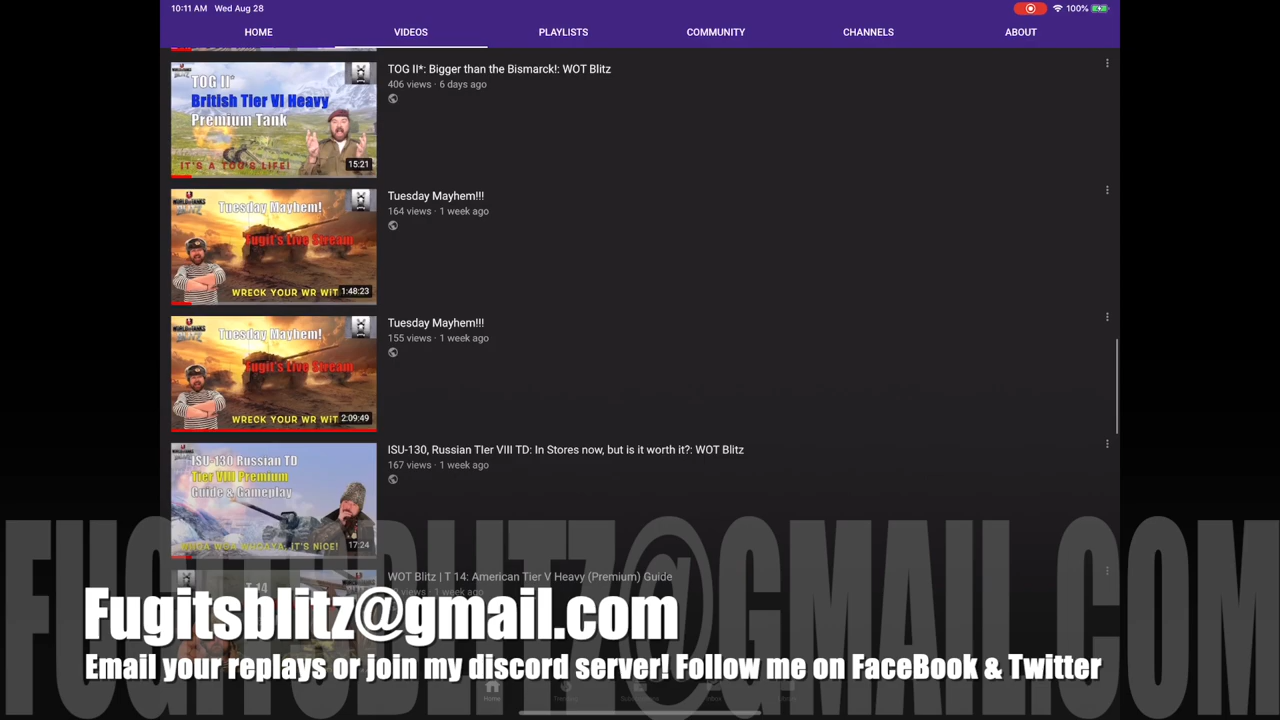 10:11 AM Wed Aug 28
100%
HOME VIDEOS PLAYLISTS COMMUNITY CHANNELS ABOUT
TOG II*
British Tier VI Heavy
Premium Tank
IT'S A TOG'S LIFE!
15:21
TOG II*: Bigger than the Bismarck!: WOT Blitz
406 views · 6 days ago
Tuesday Mayhem!
Fugit's Live Stream
WRECK YOUR WR WIT
1:48:23
Tuesday Mayhem!!!
164 views · 1 week ago
Tuesday Mayhem!
Fugit's Live Stream
WRECK YOUR WR WIT
2:09:49
Tuesday Mayhem!!!
155 views · 1 week ago
ISU-130 Russian TD
Tier VIII Premium
Guide & Gameplay
17:24
ISU-130, Russian TIer VIII TD: In Stores now, but is it worth it?: WOT Blitz
167 views · 1 week ago
T 14
WOT Blitz | T 14: American Tier V Heavy (Premium) Guide
views · 1 week ago
FUGITSBLITZ@GMAIL.COM
Fugitsblitz@gmail.com
Email your replays or join my discord server! Follow me on FaceBook & Twitter
Home